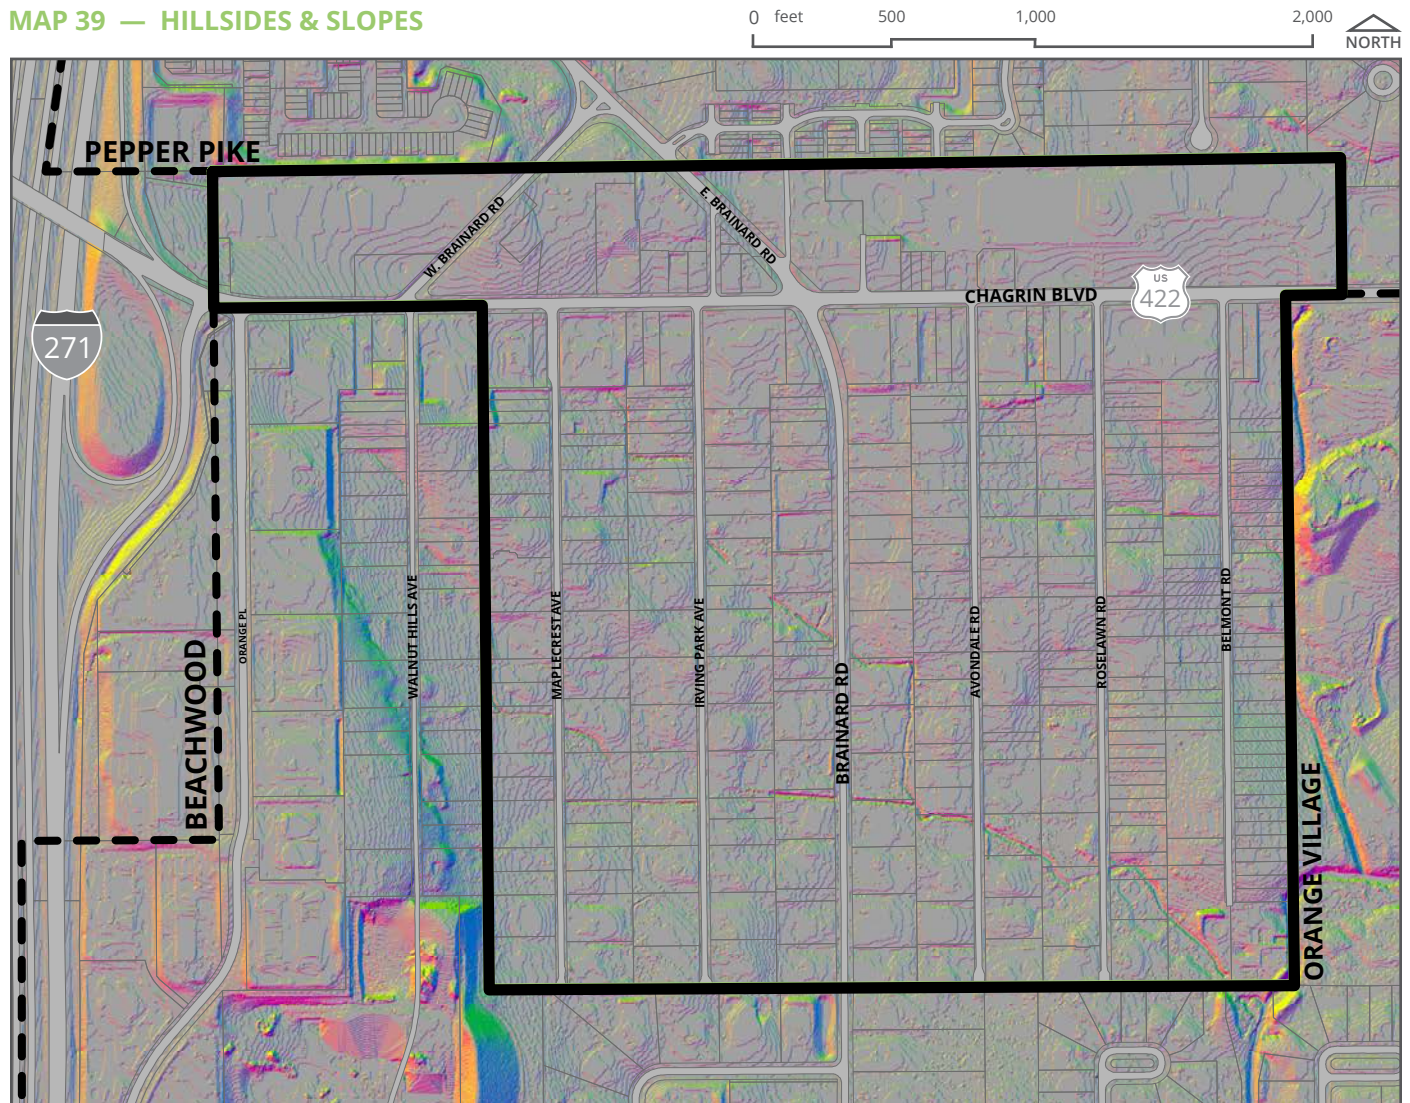 MAP 39 — HILLSIDES & SLOPES
0 feet 500 1,000 2,000
NORTH
PEPPER PIKE
W. BRAINARD RD
E. BRAINARD RD
CHAGRIN BLVD
US
422
271
ORANGE PL
WALNUT HILLS AVE
MAPLECREST AVE
IRVING PARK AVE
BRAINARD RD
AVONDALE RD
ROSELAWN RD
BELMONT RD
BEACHWOOD
ORANGE VILLAGE